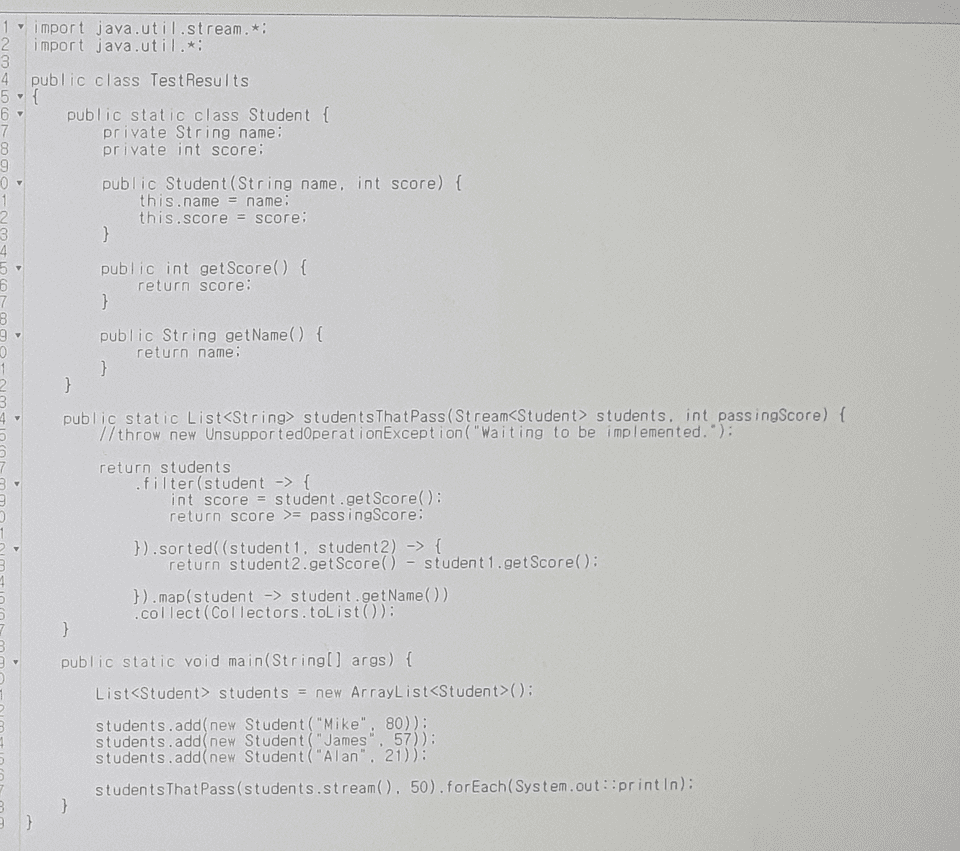 1 import java.util.stream.*;
2 import java.util.*;
3
4 public class TestResults
5 {
6     public static class Student {
7         private String name;
8         private int score;
9
0         public Student(String name, int score) {
1             this.name = name;
2             this.score = score;
3         }
4
5         public int getScore() {
6             return score;
7         }
8
9         public String getName() {
0             return name;
1         }
2     }
3
4     public static List<String> studentsThatPass(Stream<Student> students, int passingScore) {
5         //throw new UnsupportedOperationException("Waiting to be implemented.");
6
7         return students
8             .filter(student -> {
9                 int score = student.getScore();
0                 return score >= passingScore;
1
2             }).sorted((student1, student2) -> {
3                 return student2.getScore() - student1.getScore();
4
5             }).map(student -> student.getName())
6             .collect(Collectors.toList());
7     }
8
9     public static void main(String[] args) {
0
1         List<Student> students = new ArrayList<Student>();
2
3         students.add(new Student("Mike", 80));
4         students.add(new Student("James", 57));
5         students.add(new Student("Alan", 21));
6
7         studentsThatPass(students.stream(), 50).forEach(System.out::println);
8     }
9 }